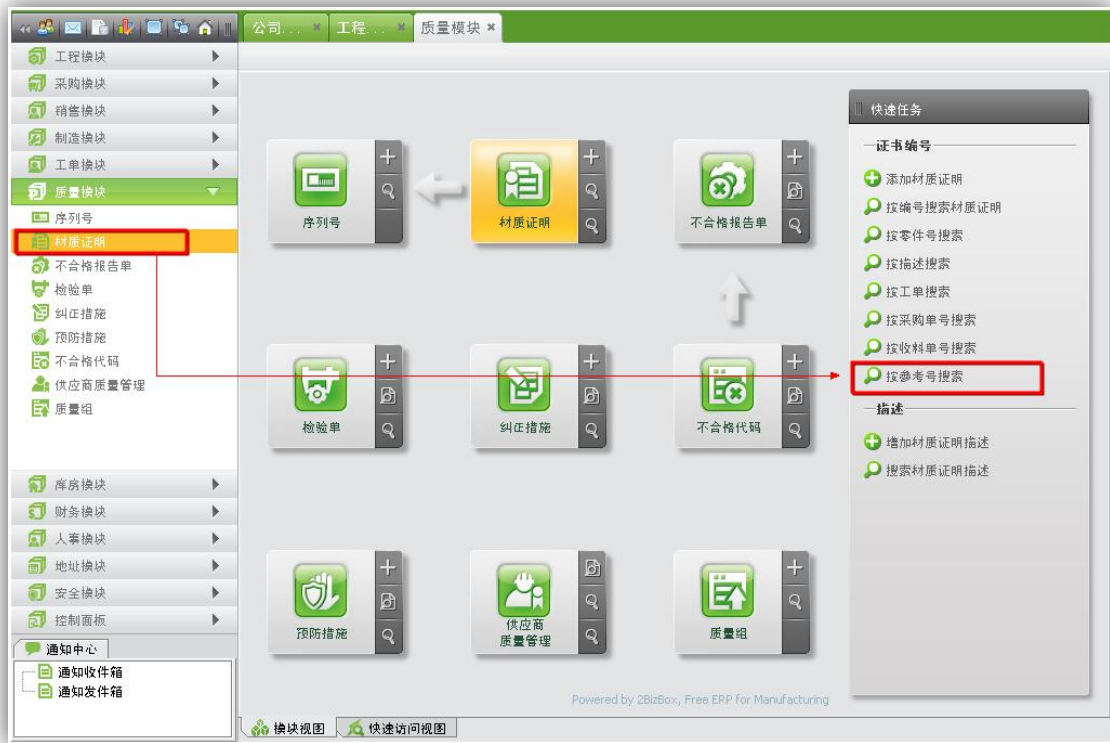 公司... × 工程... × 质量模块 ×
工程模块
采购模块
销售模块
制造模块
工单模块
质量模块
序列号
材质证明
不合格报告单
检验单
纠正措施
预防措施
不合格代码
供应商质量管理
质量组
库房模块
财务模块
人事模块
地址模块
安全模块
控制面板
通知中心
通知收件箱
通知发件箱
序列号
材质证明
不合格报告单
检验单
纠正措施
不合格代码
预防措施
供应商
质量管理
质量组
Powered by 2BizBox, Free ERP for Manufacturing
模块视图
快速访问视图
快速任务
证书编号
添加材质证明
按编号搜索材质证明
按零件号搜索
按描述搜索
按工单搜索
按采购单号搜索
按收料单号搜索
按参考号搜索
描述
增加材质证明描述
搜索材质证明描述